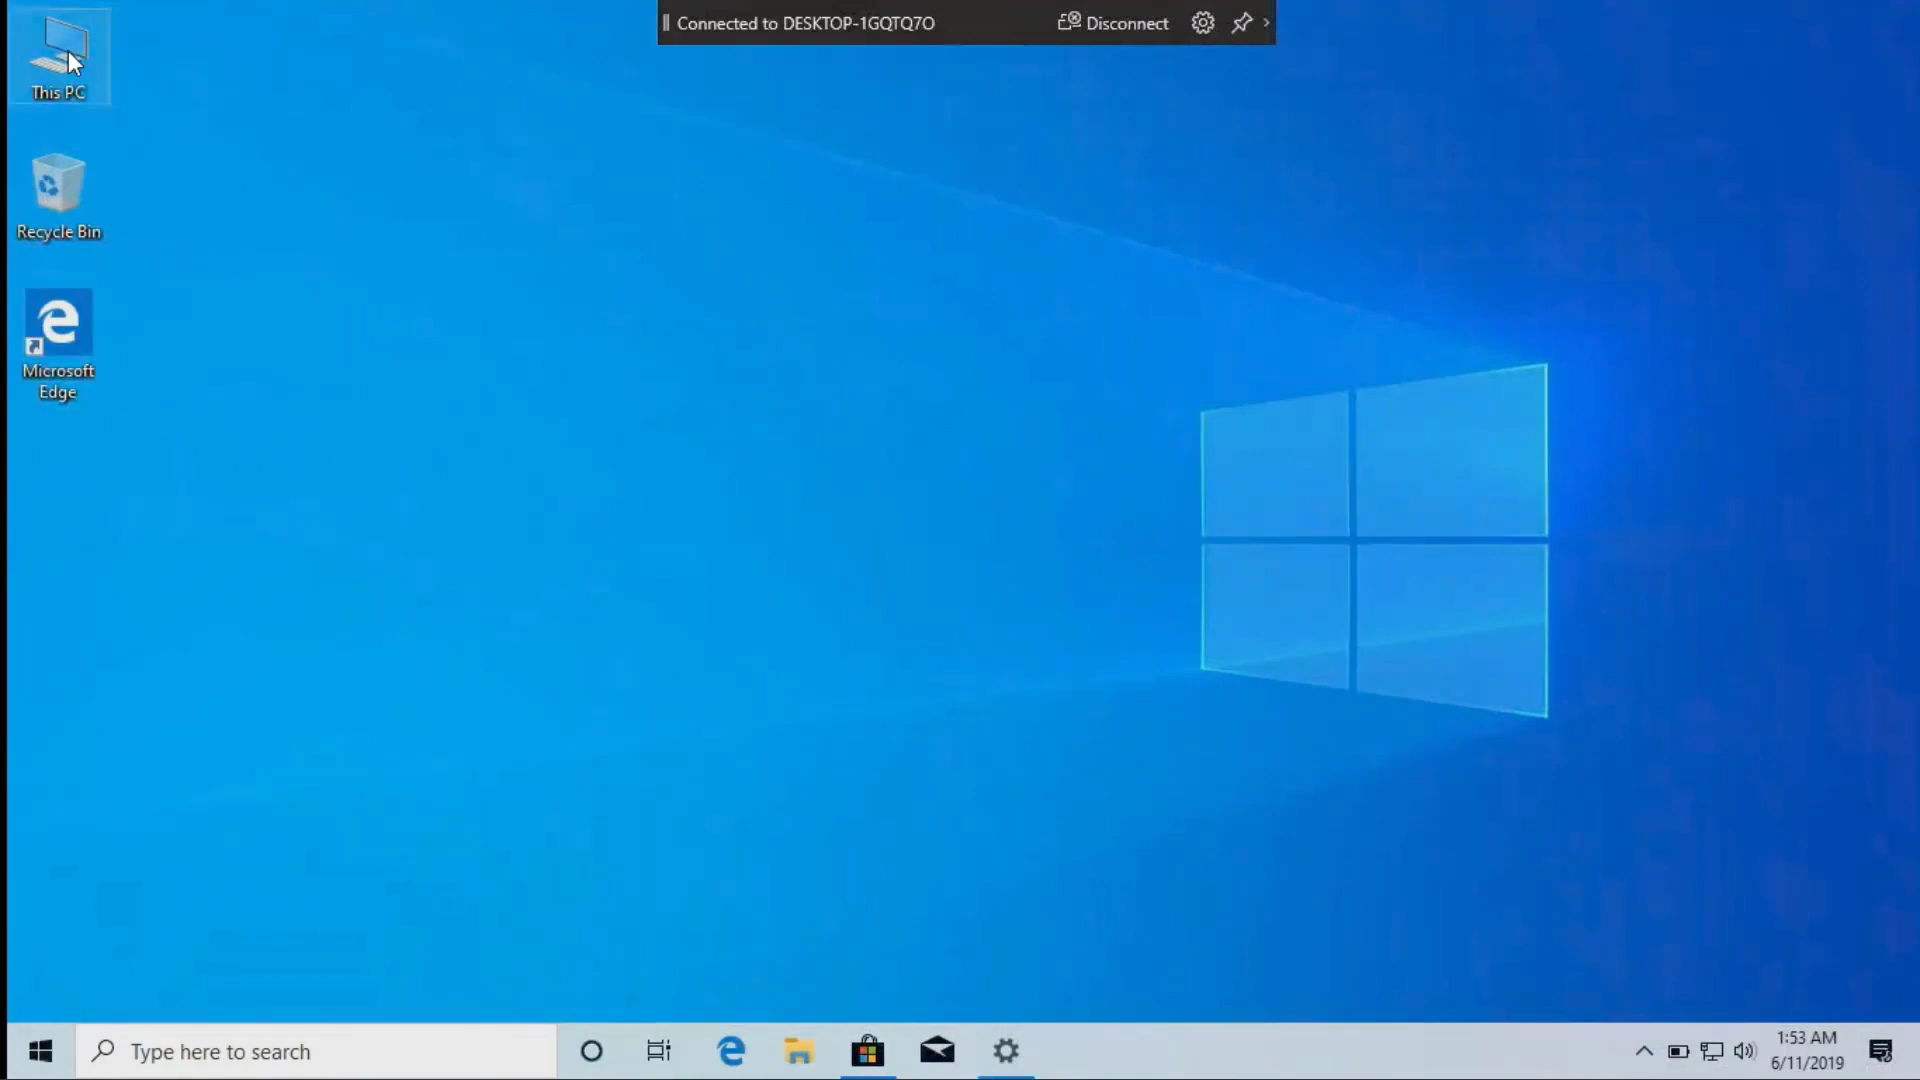 Connected to DESKTOP-1GQTQ7O
Disconnect
This PC
Recycle Bin
Microsoft
Edge
Type here to search
1:53 AM
6/11/2019